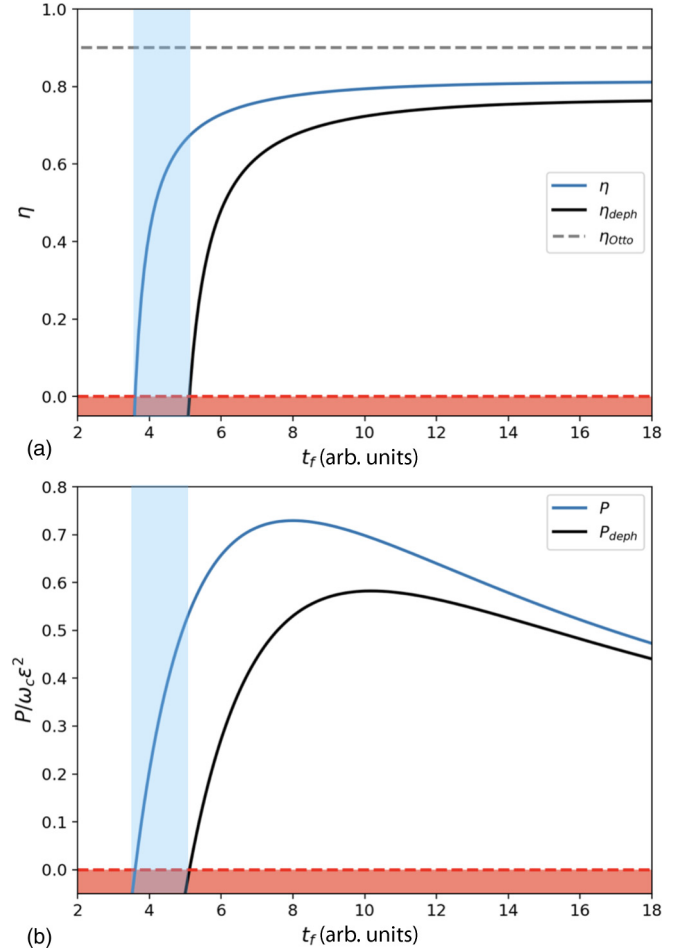 1.0
0.8
0.6
0.4
0.2
0.0
η
η
η_deph
η_Otto
2 4 6 8 10 12 14 16 18
(a)
t_f (arb. units)
0.8
0.7
0.6
0.5
0.4
0.3
0.2
0.1
0.0
P/ω_cε²
P
P_deph
2 4 6 8 10 12 14 16 18
(b)
t_f (arb. units)